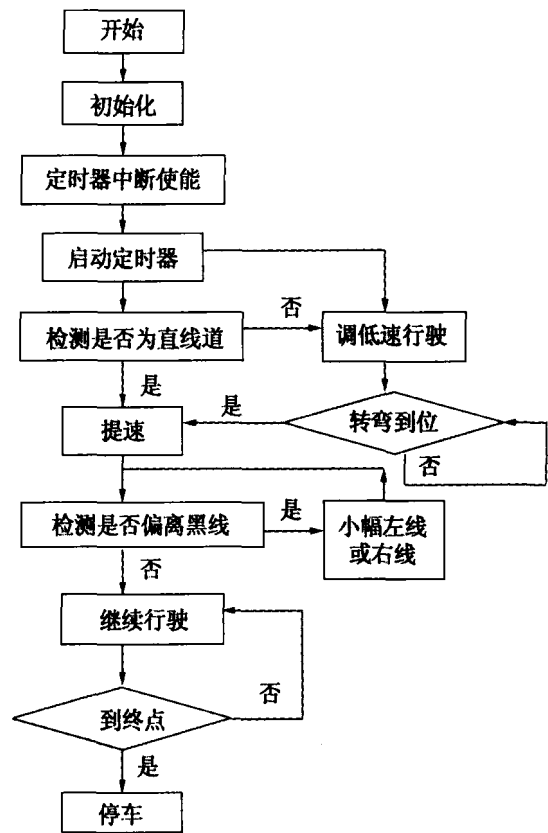 开始
初始化
定时器中断使能
启动定时器
否
检测是否为直线道
调低速行驶
是
是
提速
转弯到位
否
检测是否偏离黑线
是
小幅左线
或右线
否
继续行驶
否
到终点
是
停车